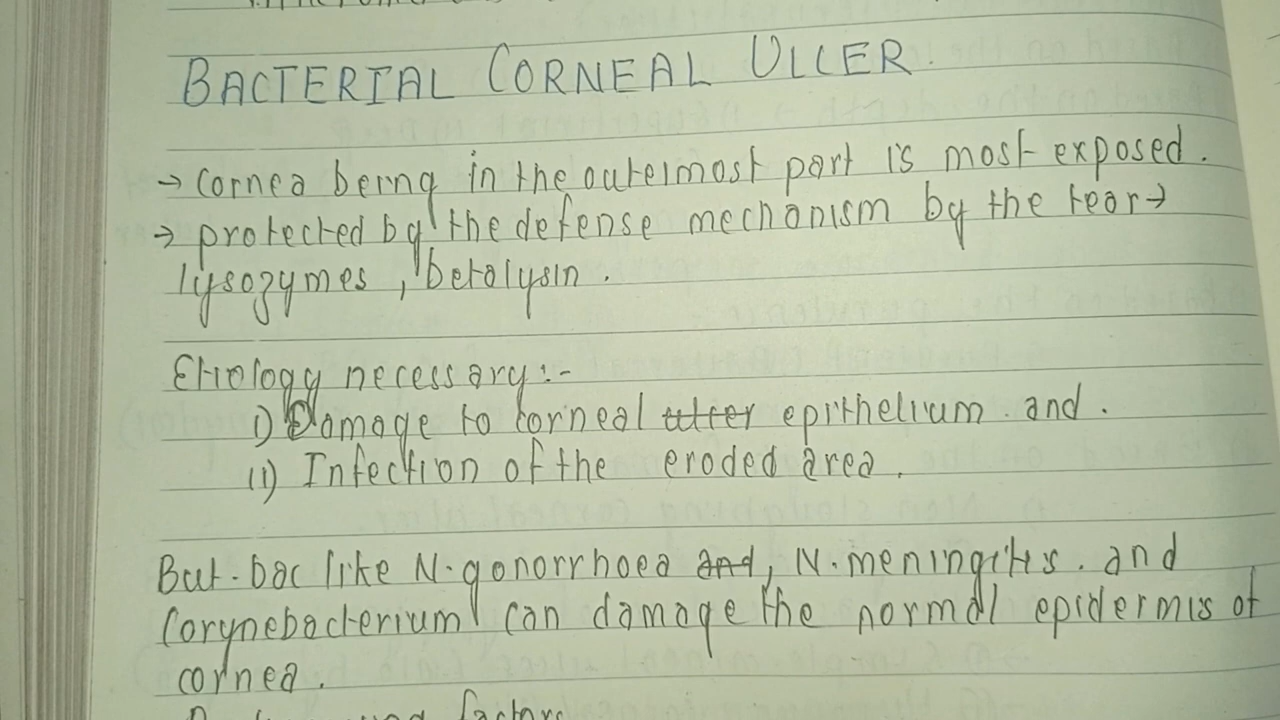 BACTERIAL CORNEAL ULCER.
→ cornea being in the outermost part is most exposed.
→ protected by the defense mechanism by the tear →
lysozymes, betalysin.
Etiology necessary:-
i) Damage to corneal ulcer epithelium. and.
ii) Infection of the eroded area.
But. bac like N. gonorrhoea and, N. meningitis. and
Corynebacterium can damage the normal epidermis of
cornea.
factors